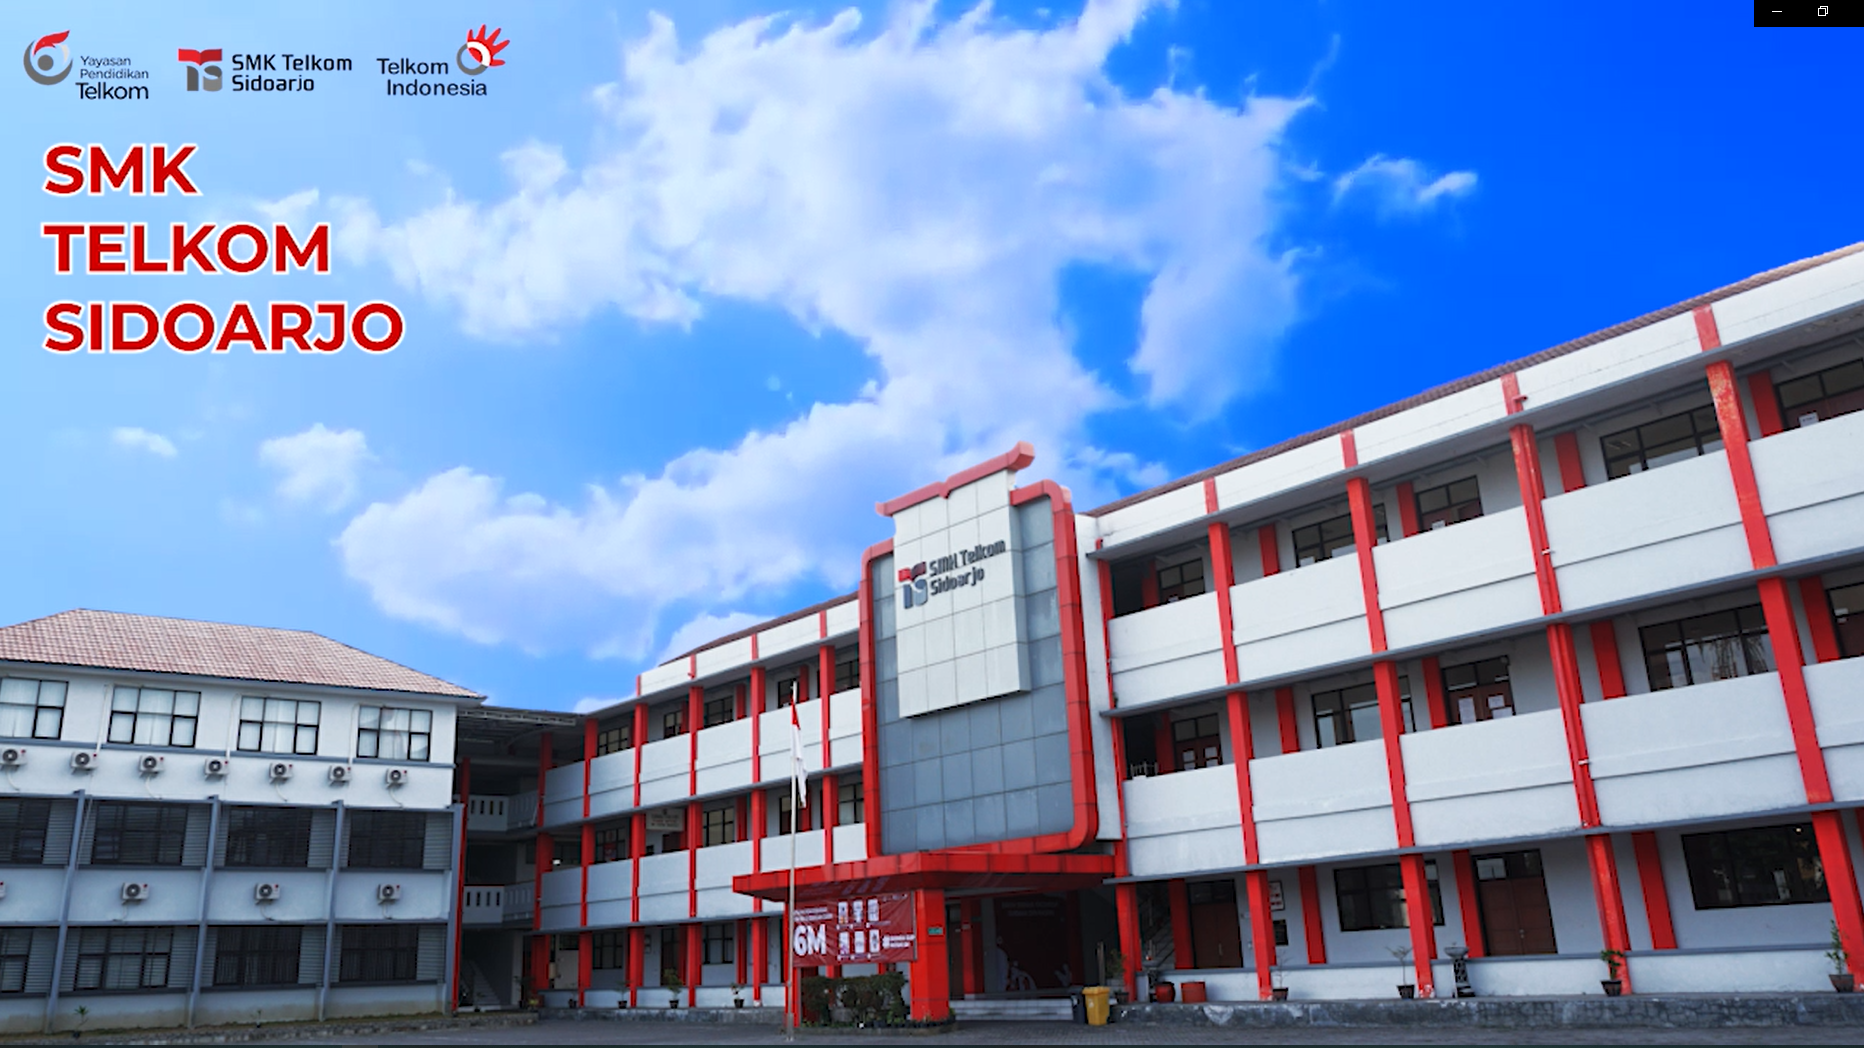 Yayasan
Pendidikan
Telkom
SMK Telkom
Sidoarjo
Telkom
Indonesia
SMK
TELKOM
SIDOARJO
SMK Telkom
Sidoarjo
6M